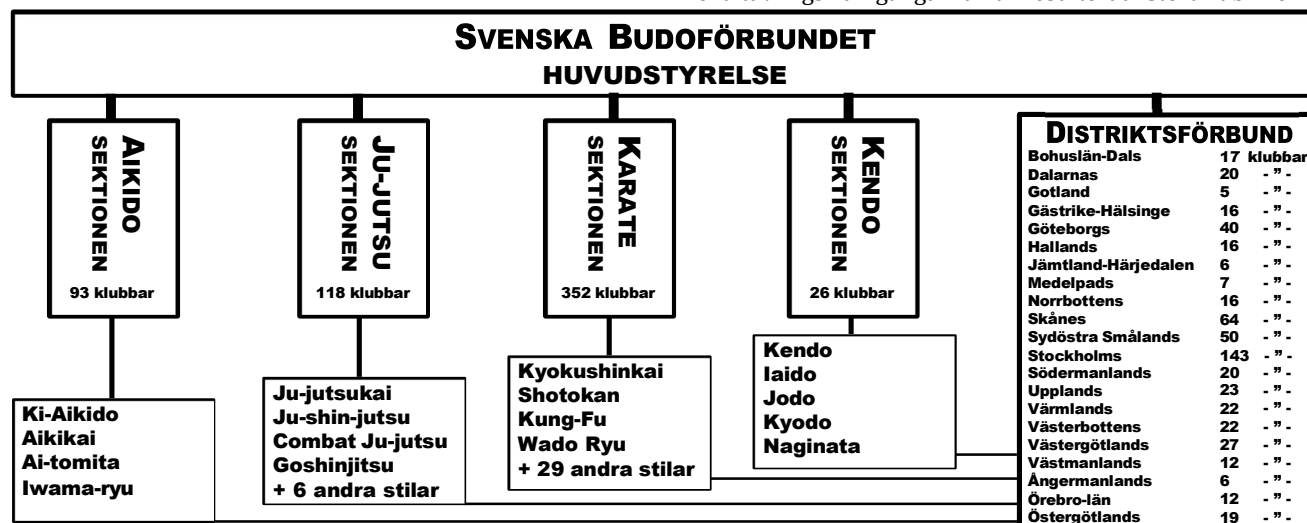 SVENSKA BUDOFÖRBUNDET
HUVUDSTYRELSE
AIKIDO
SEKTIONEN
93 klubbar
JU-JUTSU
SEKTIONEN
118 klubbar
KARATE
SEKTIONEN
352 klubbar
KENDO
SEKTIONEN
26 klubbar
Ki-Aikido
Aikikai
Ai-tomita
Iwama-ryu
Ju-jutsukai
Ju-shin-jutsu
Combat Ju-jutsu
Goshinjitsu
+ 6 andra stilar
Kyokushinkai
Shotokan
Kung-Fu
Wado Ryu
+ 29 andra stilar
Kendo
Iaido
Jodo
Kyodo
Naginata
DISTRIKTSFÖRBUND
Bohuslän-Dals 17 klubbar
Dalarnas 20 - ” -
Gotland 5 - ” -
Gästrike-Hälsinge 16 - ” -
Göteborgs 40 - ” -
Hallands 16 - ” -
Jämtland-Härjedalen 6 - ” -
Medelpads 7 - ” -
Norrbottens 16 - ” -
Skånes 64 - ” -
Sydöstra Smålands 50 - ” -
Stockholms 143 - ” -
Södermanlands 20 - ” -
Upplands 23 - ” -
Värmlands 22 - ” -
Västerbottens 22 - ” -
Västergötlands 27 - ” -
Västmanlands 12 - ” -
Ångermanlands 6 - ” -
Örebro-län 12 - ” -
Östergötlands 19 - ” -